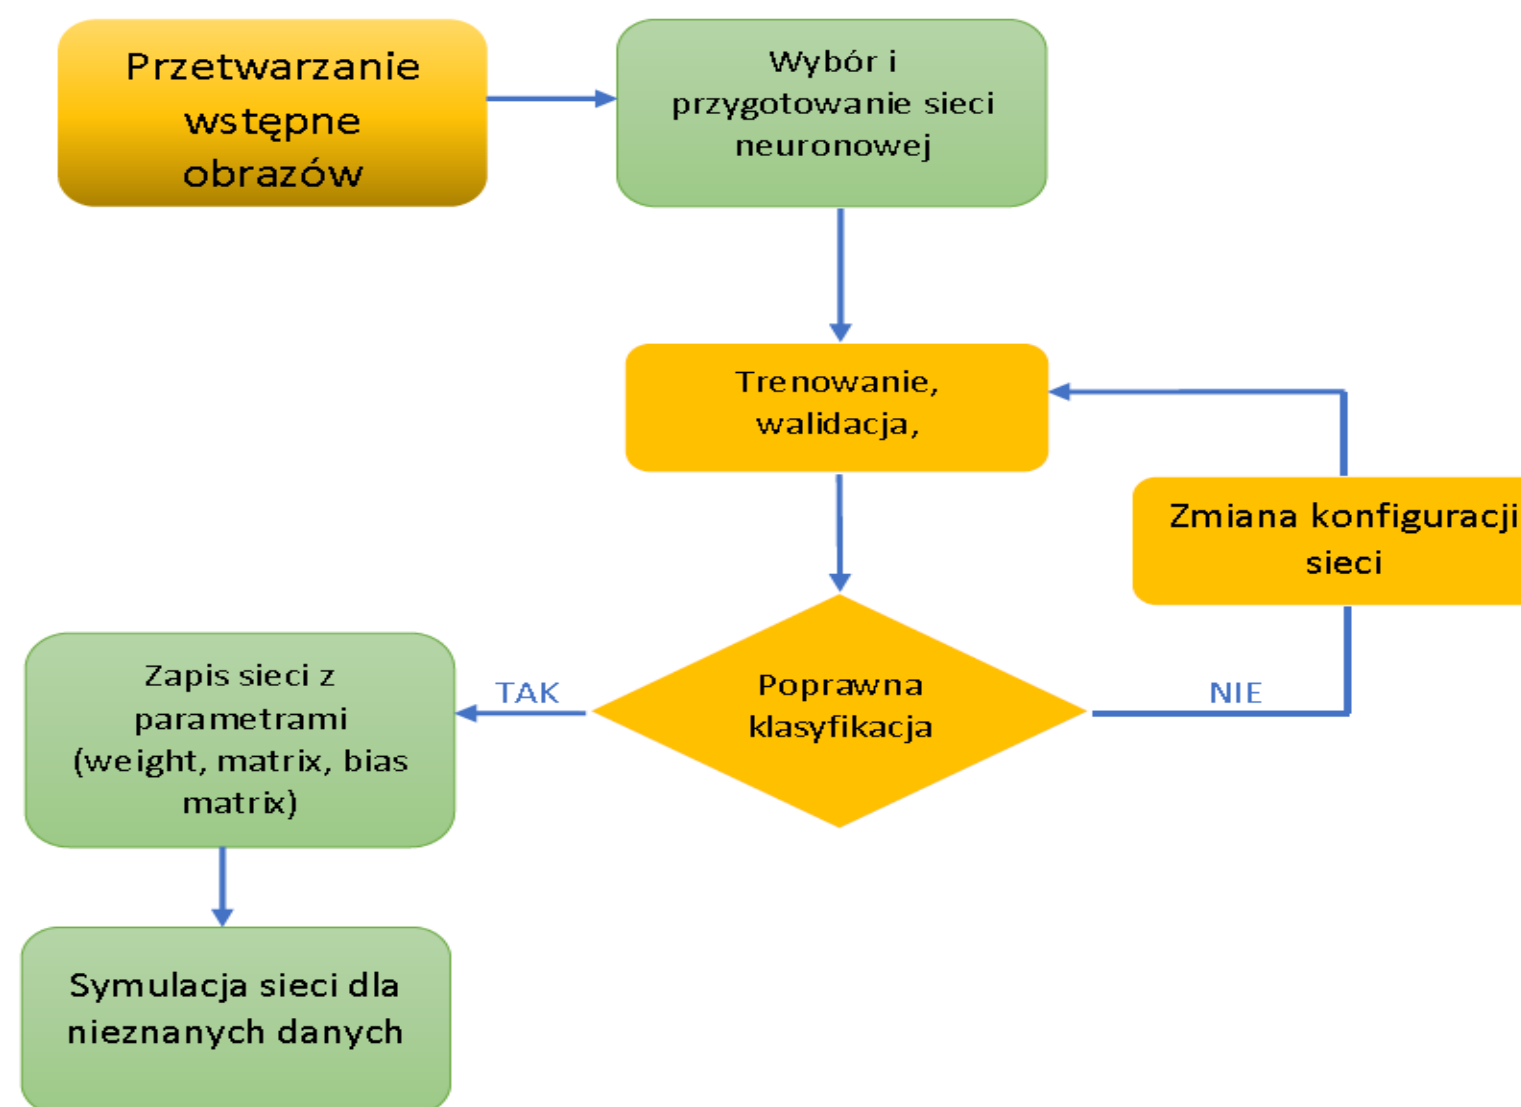 Przetwarzanie
wstępne
obrazów
Wybór i
przygotowanie sieci
neuronowej
Trenowanie,
walidacja,
Zmiana konfiguracji
sieci
Poprawna
klasyfikacja
TAK
NIE
Zapis sieci z
parametrami
(weight, matrix, bias
matrix)
Symulacja sieci dla
nieznanych danych